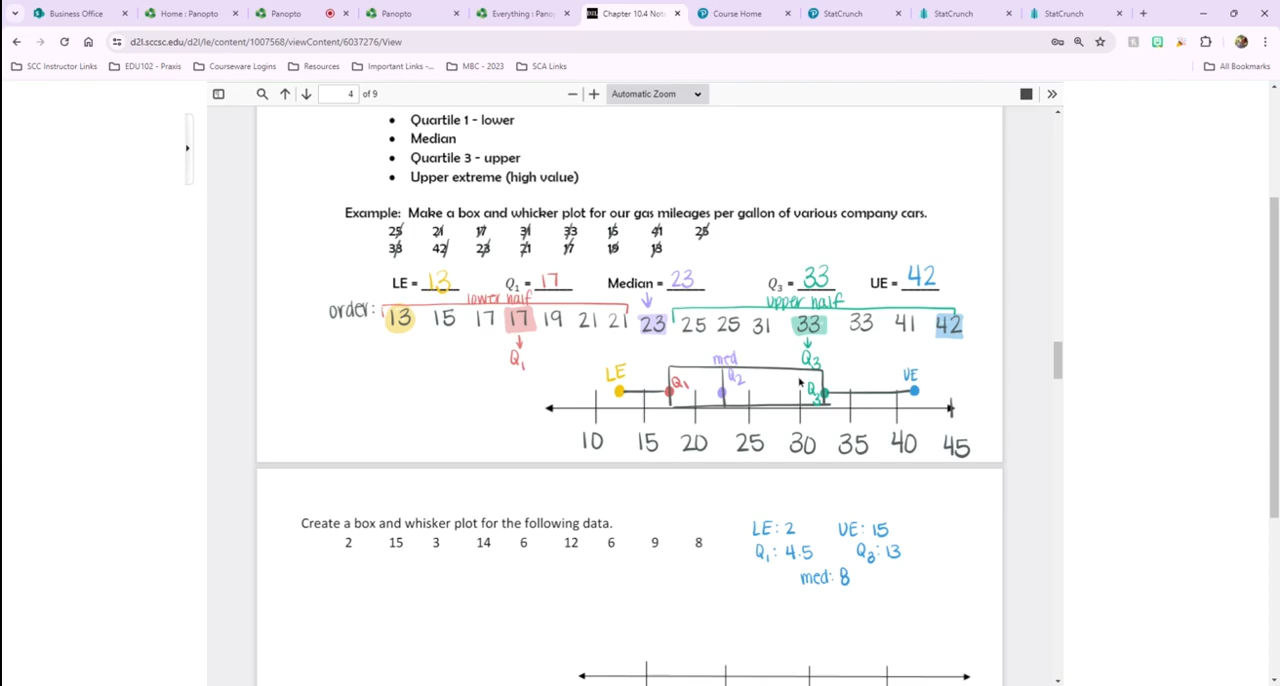 Business Office
Home : Panopto
Panopto
Panopto
Everything : Pano
Chapter 10.4 Note
Course Home
StatCrunch
StatCrunch
StatCrunch
d2l.sccsc.edu/d2l/le/content/1007568/viewContent/6037276/View
SCC Instructor Links
EDU102 - Praxis
Courseware Logins
Resources
Important Links -...
MBC - 2023
SCA Links
All Bookmarks
4 of 9
Automatic Zoom
• Quartile 1 - lower
• Median
• Quartile 3 - upper
• Upper extreme (high value)
Example: Make a box and whicker plot for our gas mileages per gallon of various company cars.
25 21 17 31 33 15 41 25
33 42 23 21 17 19 13
LE = 13 Q1 = 17 Median = 23 Q3 = 33 UE = 42
lower half upper half
order: 13 15 17 17 19 21 21 23 25 25 31 33 33 41 42
Q1 Q3
LE med UE
Q1 Q2 Q3
10 15 20 25 30 35 40 45
Create a box and whisker plot for the following data.
2 15 3 14 6 12 6 9 8
LE: 2 UE: 15
Q1: 4.5 Q3: 13
med: 8